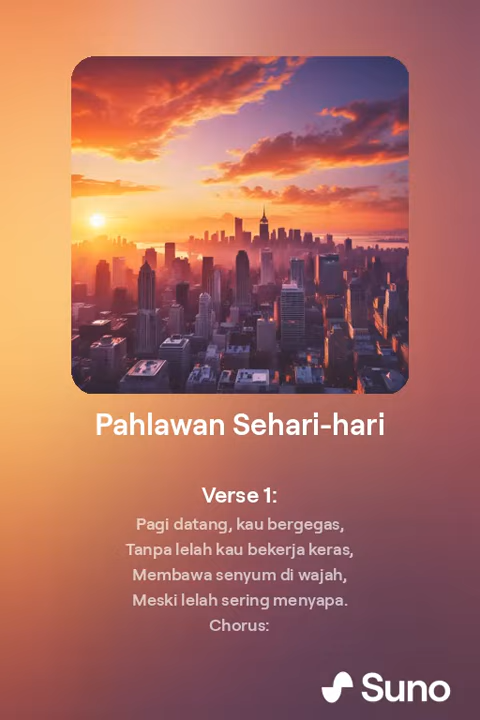 Pahlawan Sehari-hari
Verse 1:
Pagi datang, kau bergegas,
Tanpa lelah kau bekerja keras,
Membawa senyum di wajah,
Meski lelah sering menyapa.
Chorus:
Suno